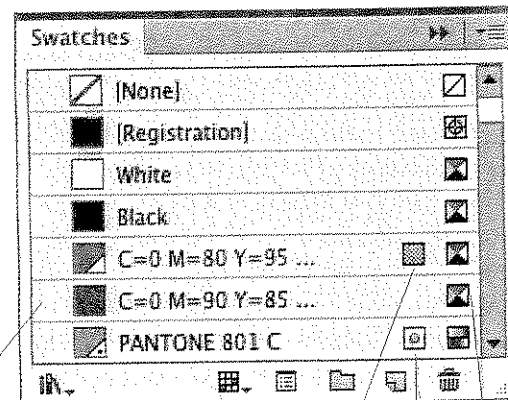 Swatches
[None]
[Registration]
White
Black
C=0 M=80 Y=95 ...
C=0 M=90 Y=85 ...
PANTONE 801 C